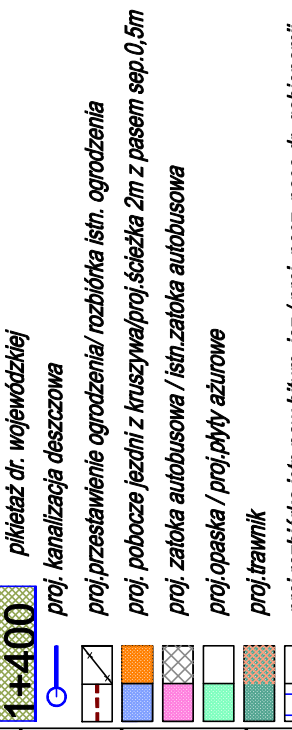 1+400 pikietaż dr. wojewódzkiej
proj. kanalizacja deszczowa
proj.przestawienie ogrodzenia/ rozbiórka istn. ogrodzenia
proj. pobocze jezdni z kruszywa/proj.ścieżka 2m z pasem sep.0,5m
proj. zatoka autobusowa / istn.zatoka autobusowa
proj.opaska / proj.płyty ażurowe
proj.trawnik